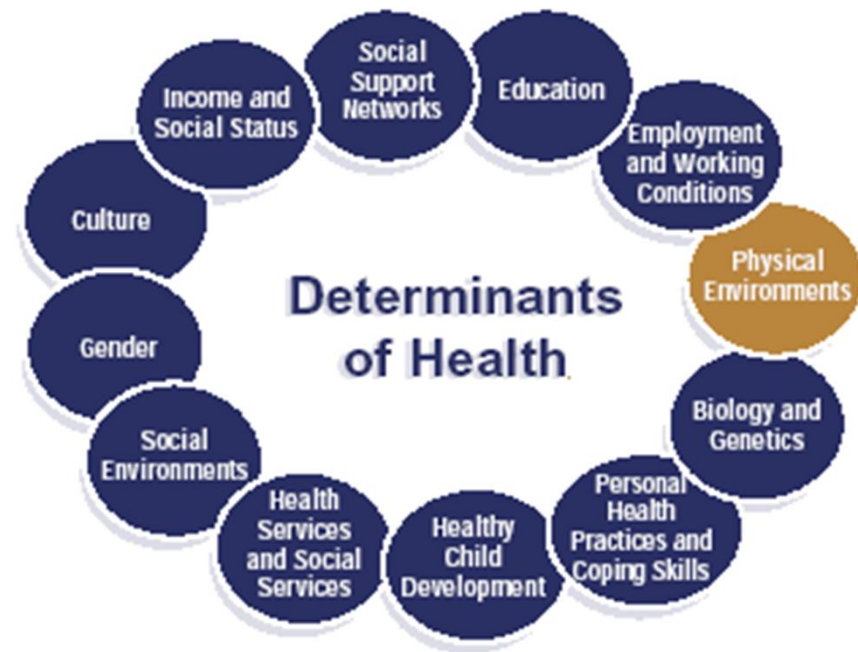 Determinants
of Health
Income and
Social Status
Social
Support
Networks
Education
Employment
and Working
Conditions
Physical
Environments
Biology and
Genetics
Personal
Health
Practices and
Coping Skills
Healthy
Child
Development
Health
Services
and Social
Services
Social
Environments
Gender
Culture